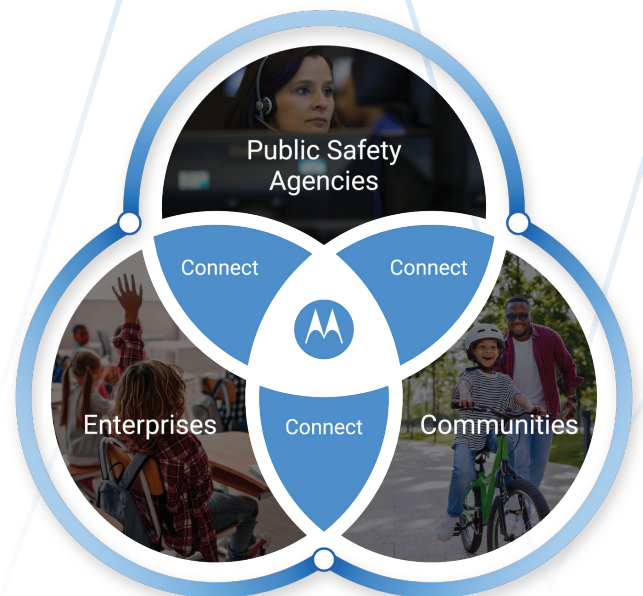 Public Safety
Agencies
Connect
Connect
Enterprises
Connect
Communities